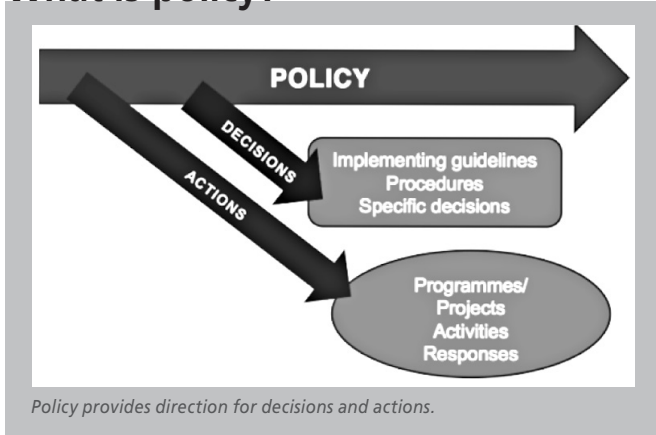 What is policy?
POLICY
DECISIONS
ACTIONS
Implementing guidelines
Procedures
Specific decisions
Programmes/
Projects
Activities
Responses
Policy provides direction for decisions and actions.